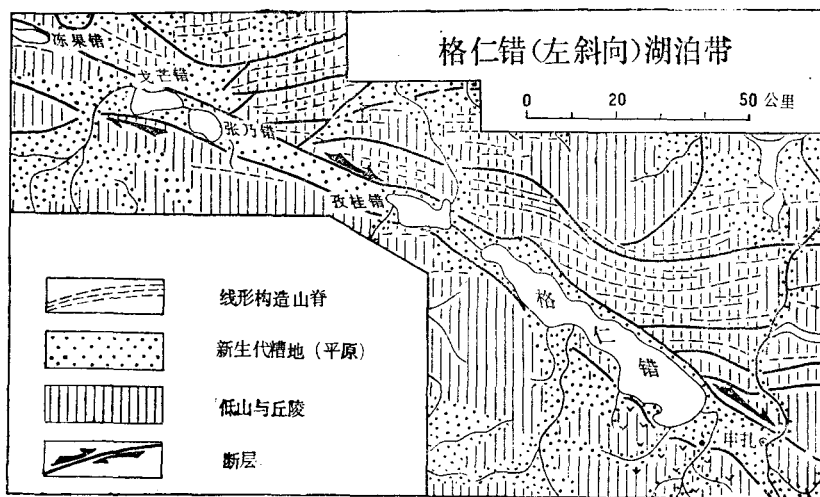 格仁错(左斜向)湖泊带
0 20 50 公里
冻果错
戈芒错
张乃错
孜桂错
格仁错
申扎
线形构造山脊
新生代糟地(平原)
低山与丘陵
断层